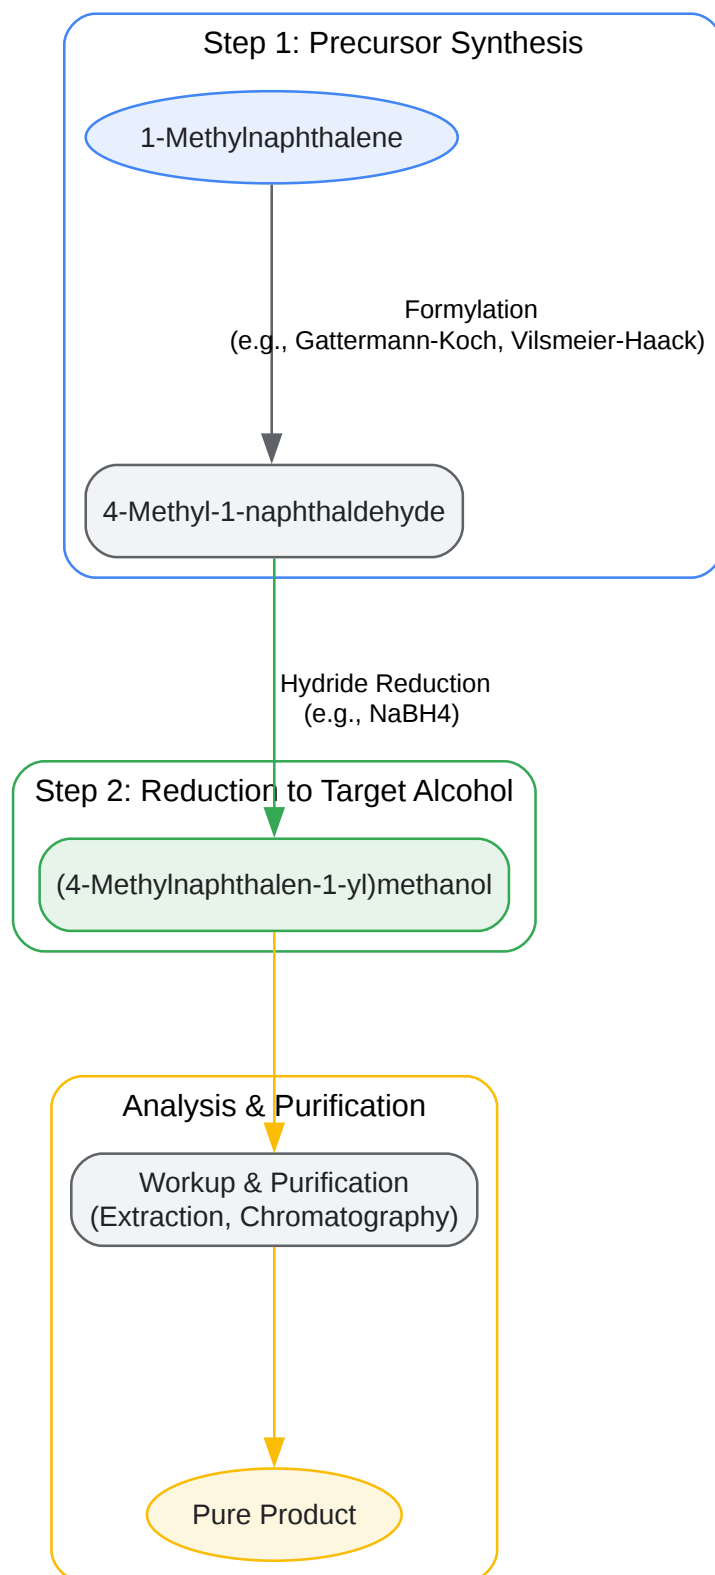 Step 1: Precursor Synthesis
1-Methylnaphthalene
Formylation
(e.g., Gattermann-Koch, Vilsmeier-Haack)
4-Methyl-1-naphthaldehyde
Hydride Reduction
(e.g., NaBH4)
Step 2: Reduction to Target Alcohol
(4-Methylnaphthalen-1-yl)methanol
Analysis & Purification
Workup & Purification
(Extraction, Chromatography)
Pure Product